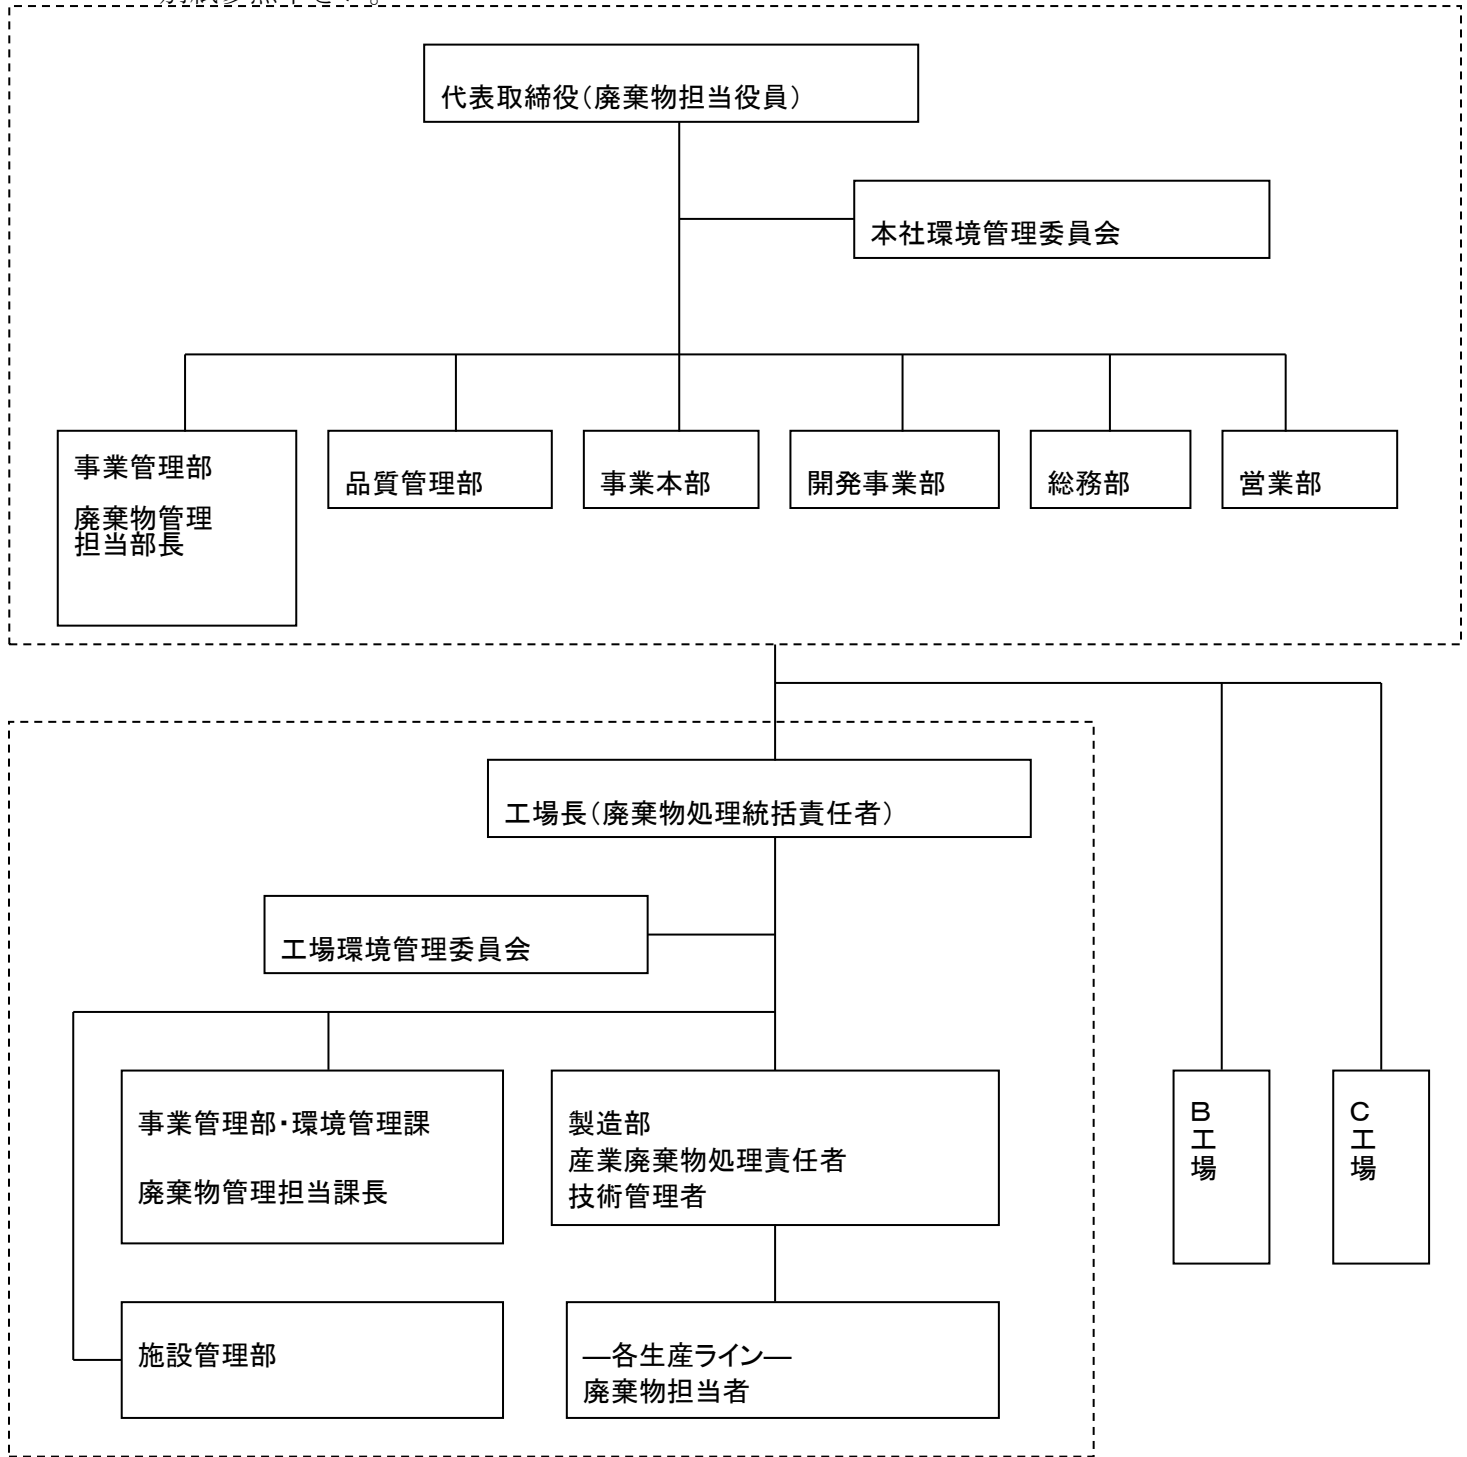 代表取締役（廃棄物担当役員）
本社環境管理委員会
事業管理部
廃棄物管理
担当部長
品質管理部
事業本部
開発事業部
総務部
営業部
工場長（廃棄物処理統括責任者）
工場環境管理委員会
事業管理部・環境管理課
廃棄物管理担当課長
製造部
産業廃棄物処理責任者
技術管理者
B工場
C工場
施設管理部
―各生産ライン―
廃棄物担当者